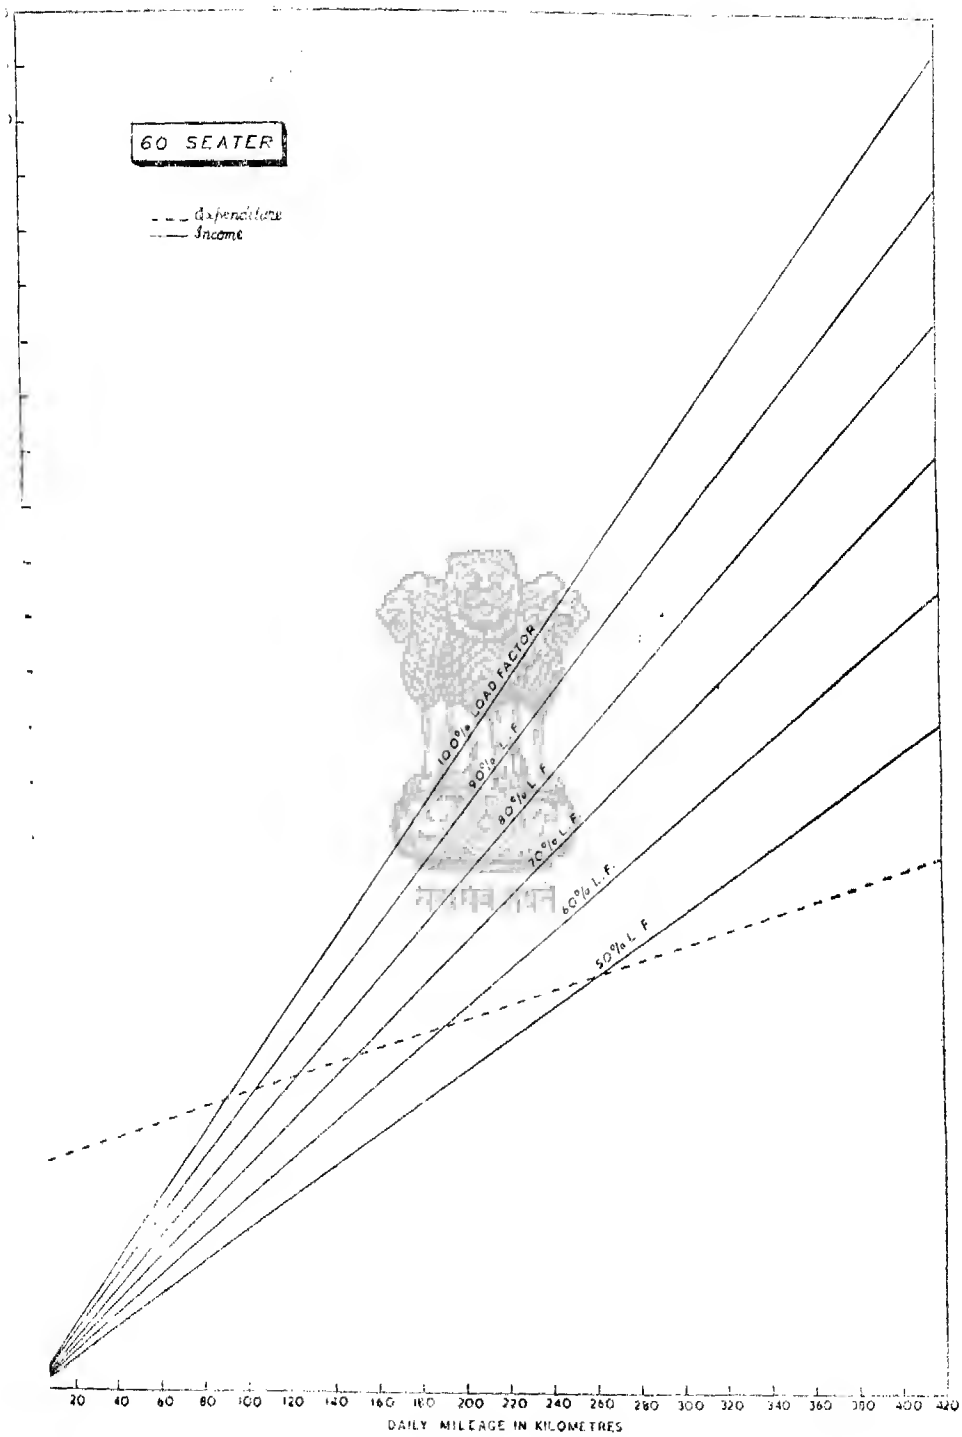 60 SEATER
Expenditure
Income
100% LOAD FACTOR
90% L.F
80% L.F
70% L.F.
60% L.F.
50% L.F
20 40 60 80 100 120 140 160 180 200 220 240 260 280 300 320 340 360 380 400 420
DAILY MILEAGE IN KILOMETRES